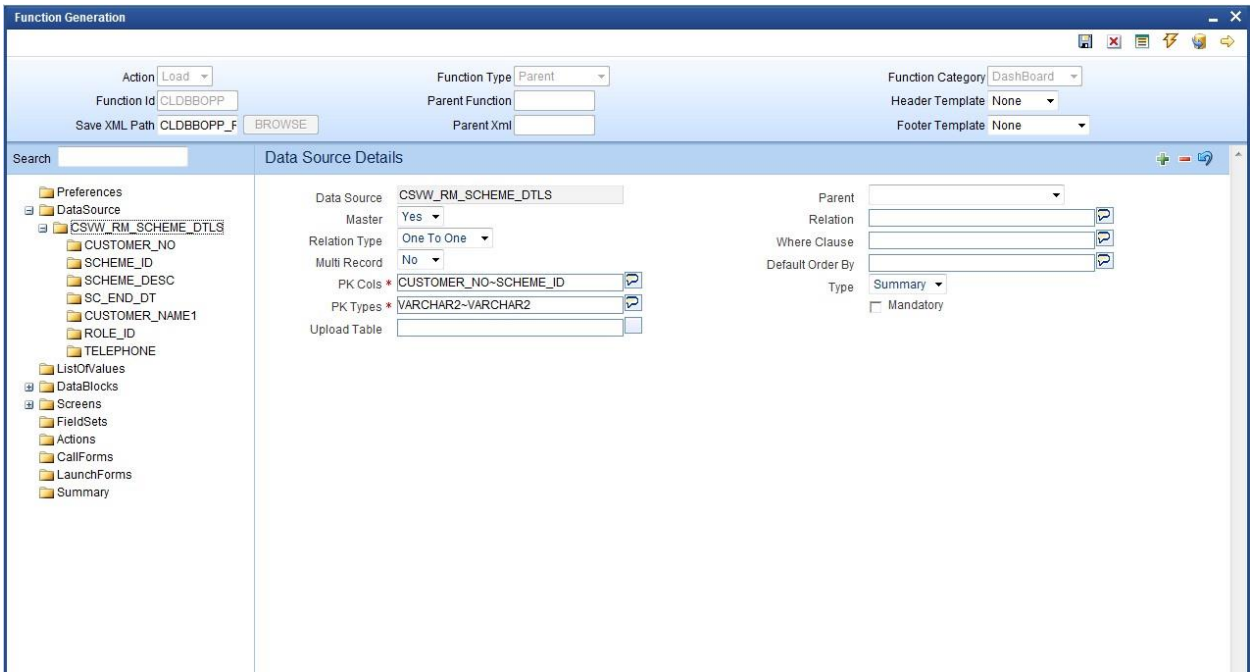 Function Generation
Action Load Function Type Parent Function Category DashBoard
Function Id CLDBBOPP Parent Function Header Template None
Save XML Path CLDBBOPP_F BROWSE Parent Xml Footer Template None
Search Data Source Details
Preferences
DataSource
CSVW_RM_SCHEME_DTLS
CUSTOMER_NO
SCHEME_ID
SCHEME_DESC
SC_END_DT
CUSTOMER_NAME1
ROLE_ID
TELEPHONE
ListOfValues
DataBlocks
Screens
FieldSets
Actions
CallForms
LaunchForms
Summary
Data Source CSVW_RM_SCHEME_DTLS Parent
Master Yes Relation
Relation Type One To One Where Clause
Multi Record No Default Order By
PK Cols * CUSTOMER_NO~SCHEME_ID Type Summary
PK Types * VARCHAR2~VARCHAR2 Mandatory
Upload Table